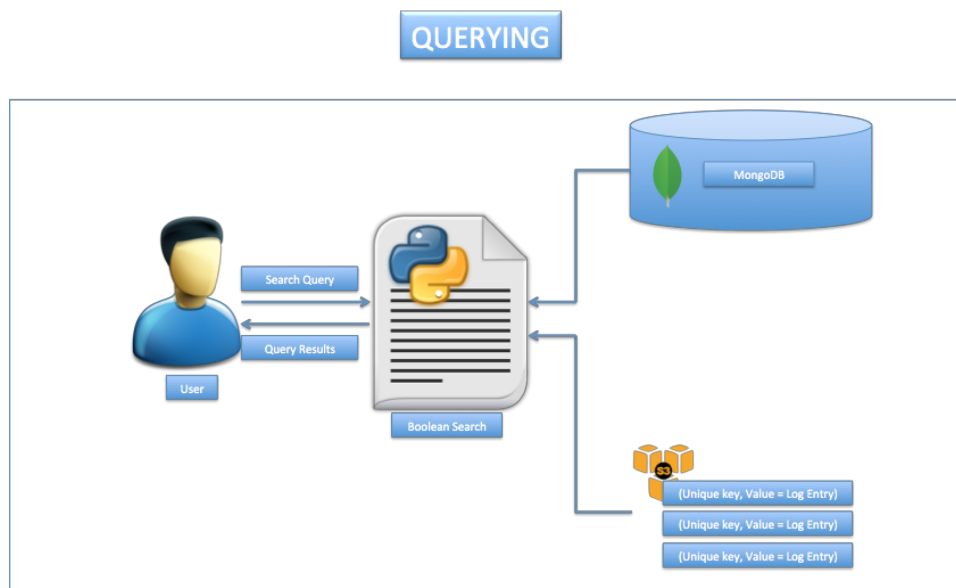 QUERYING
MongoDB
Search Query
Query Results
User
Boolean Search
S3
(Unique key, Value = Log Entry)
(Unique key, Value = Log Entry)
(Unique key, Value = Log Entry)